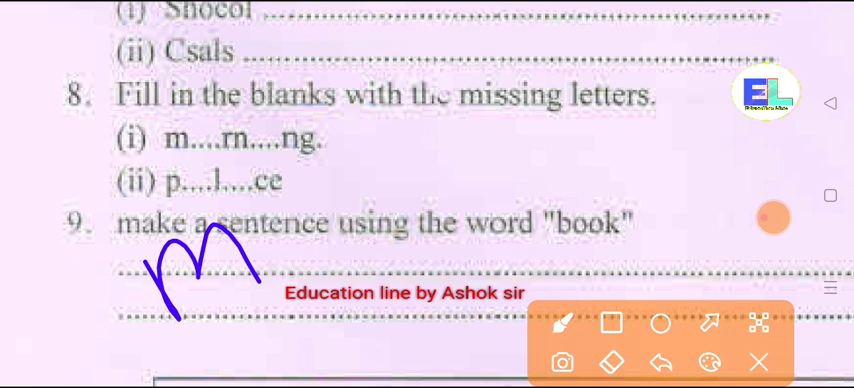 (i) Shocol ........................................
(ii) Csals ........................................
8. Fill in the blanks with the missing letters.
(i) m....rn....ng.
(ii) p....l....ce
9. make a sentence using the word "book"
m
Education line by Ashok sir
EL